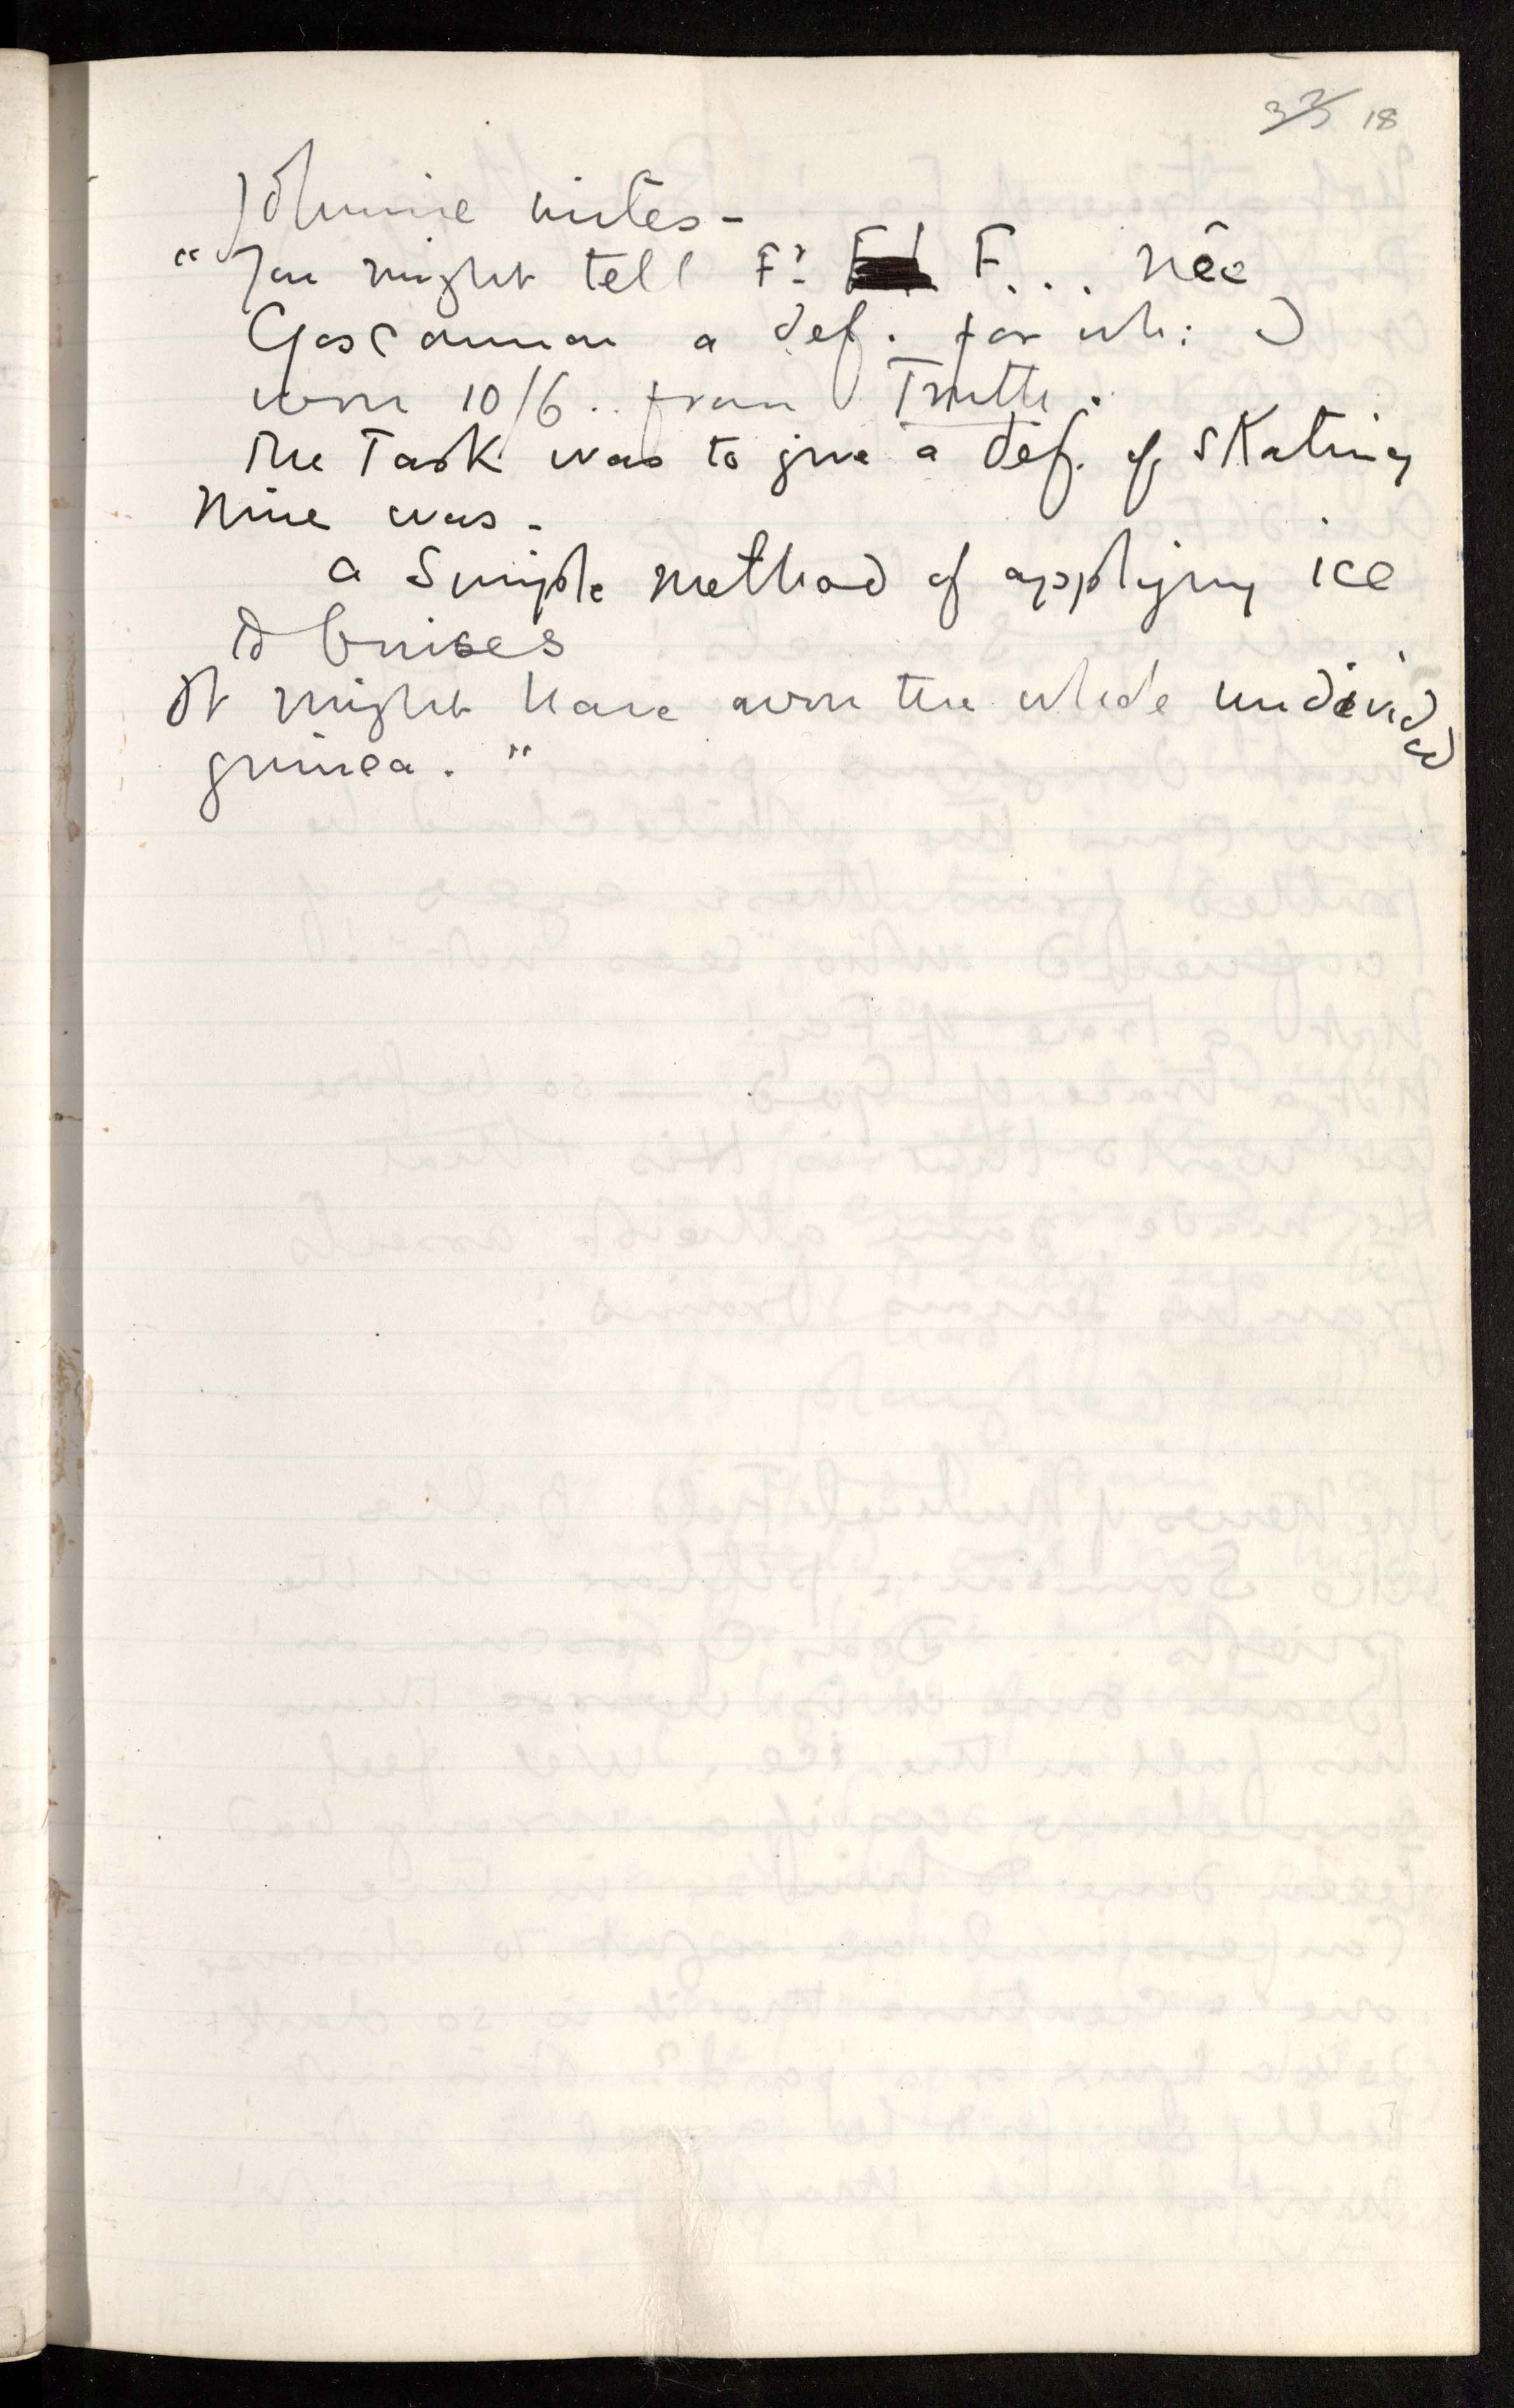 33 18
Johnnie writes -
"You might tell Fr F... née
Goscannon a def. for wh: I
won 10/6.. from Truth.
The Task was to give a def. of skating
Mine was -
a simple method of applying ice
to bruises
It might have won the whole undivided
guinea."